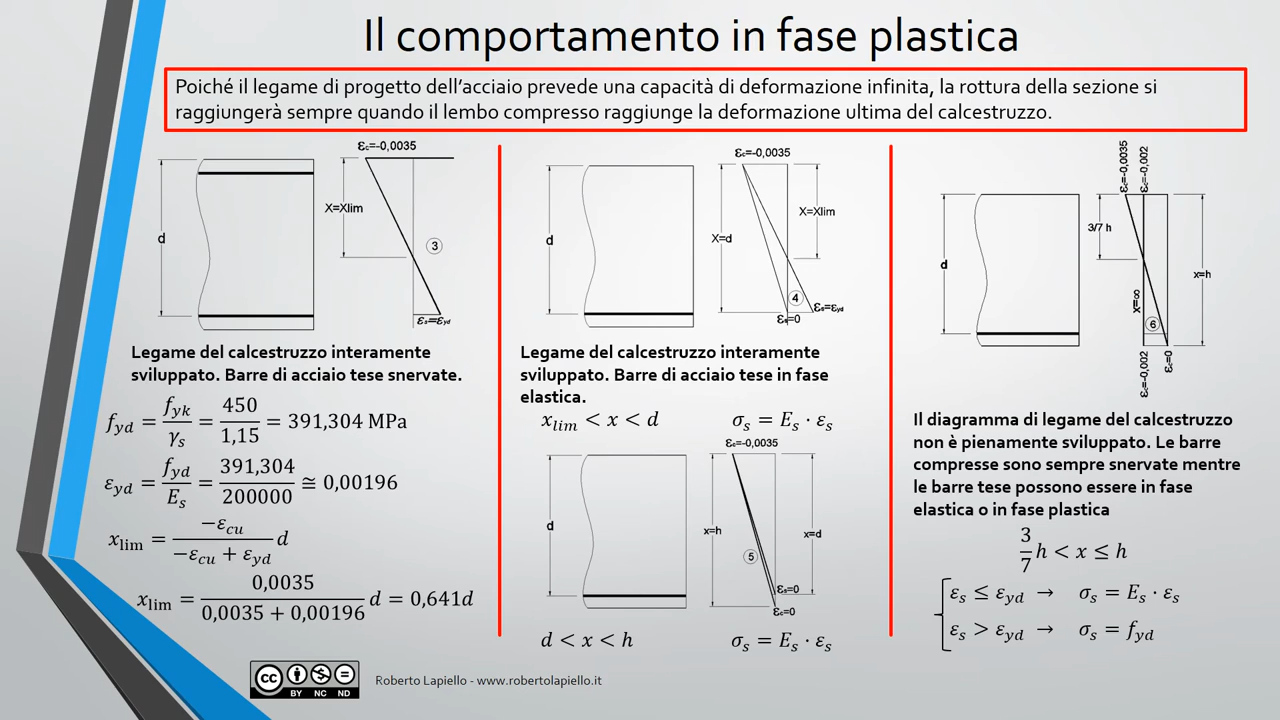 Il comportamento in fase plastica
Poiché il legame di progetto dell’acciaio prevede una capacità di deformazione infinita, la rottura della sezione si
raggiungerà sempre quando il lembo compresso raggiunge la deformazione ultima del calcestruzzo.
εc=-0,0035
X=Xlim
d
3
εs=εyd
Legame del calcestruzzo interamente
sviluppato. Barre di acciaio tese snervate.
f_yd = f_yk / γ_s = 450 / 1,15 = 391,304 MPa
ε_yd = f_yd / E_s = 391,304 / 200000 ≅ 0,00196
x_lim = −ε_cu / (−ε_cu + ε_yd) d
x_lim = 0,0035 / (0,0035 + 0,00196) d = 0,641d
εc=-0,0035
X=Xlim
d
X=d
4
εs=εyd
εs=0
Legame del calcestruzzo interamente
sviluppato. Barre di acciaio tese in fase
elastica.
x_lim < x < d σ_s = E_s · ε_s
εc=-0,0035
d
x=h
x=d
5
εs=0
εc=0
d < x < h σ_s = E_s · ε_s
εc=-0,0035
εc=-0,002
3/7 h
d
x=h
x=∞
6
εc=-0,002
εc=0
Il diagramma di legame del calcestruzzo
non è pienamente sviluppato. Le barre
compresse sono sempre snervate mentre
le barre tese possono essere in fase
elastica o in fase plastica
3/7 h < x ≤ h
ε_s ≤ ε_yd → σ_s = E_s · ε_s
ε_s > ε_yd → σ_s = f_yd
cc
BY NC ND
Roberto Lapiello - www.robertolapiello.it